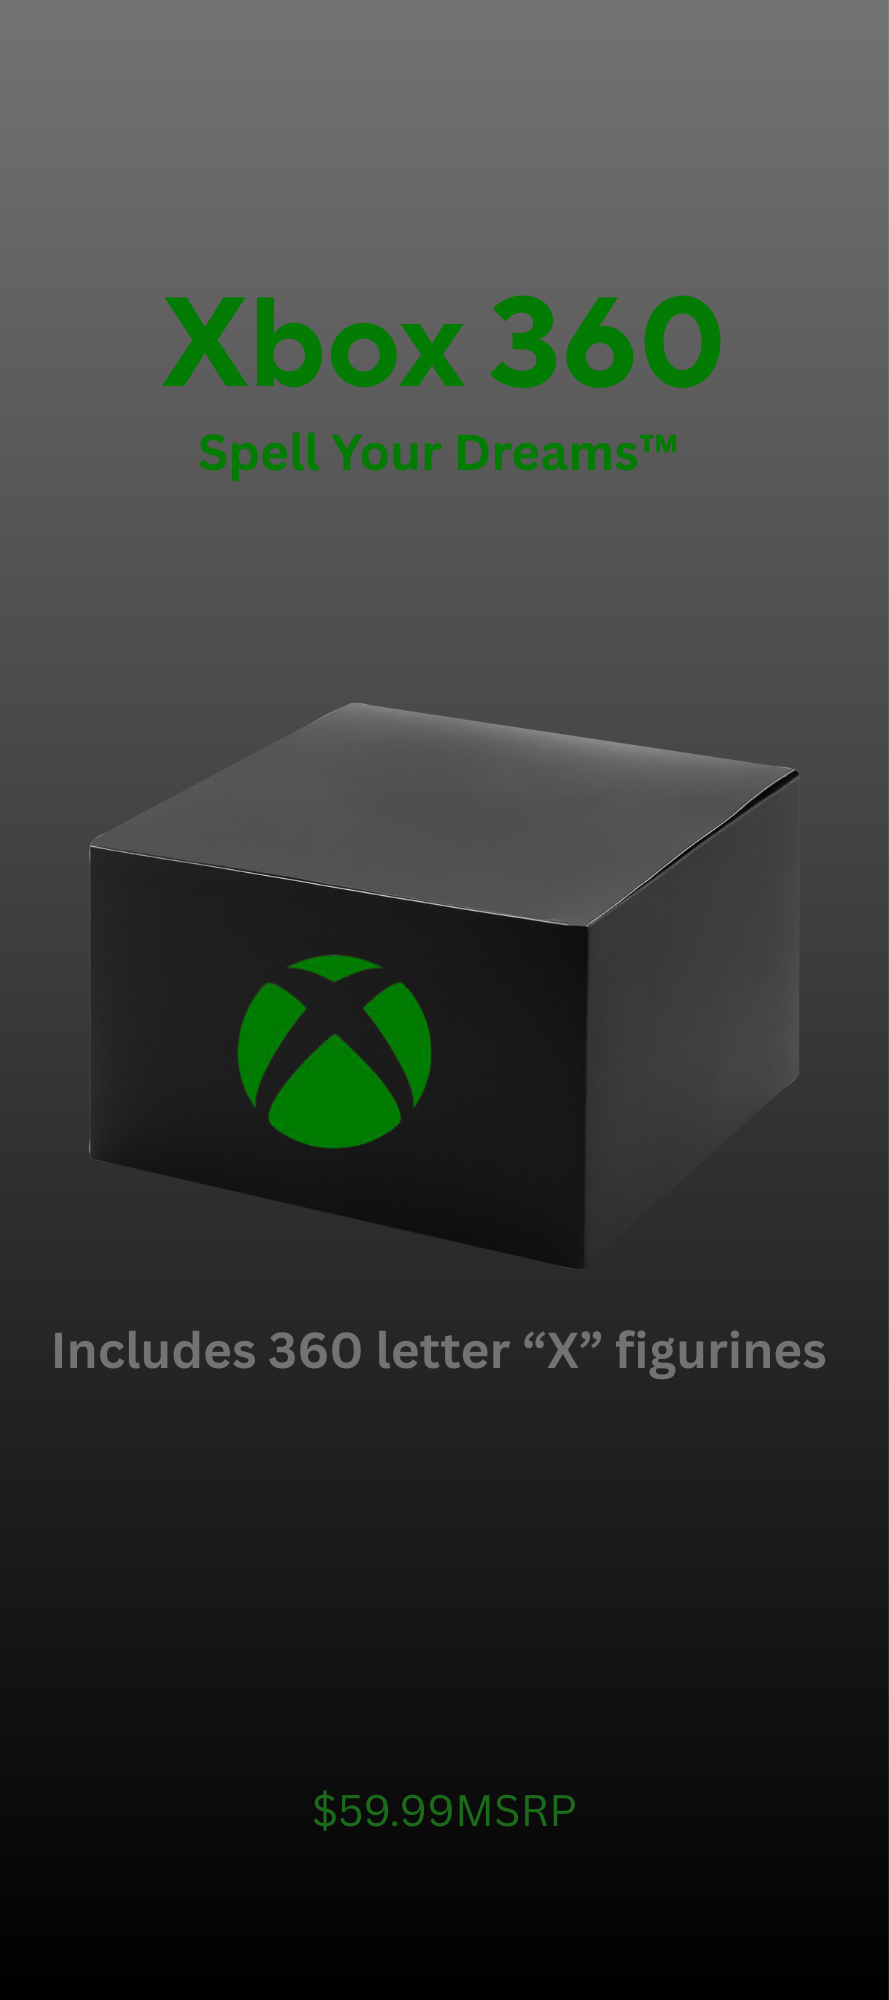 Xbox 360
Spell Your Dreams™
Includes 360 letter “X” figurines
$59.99MSRP